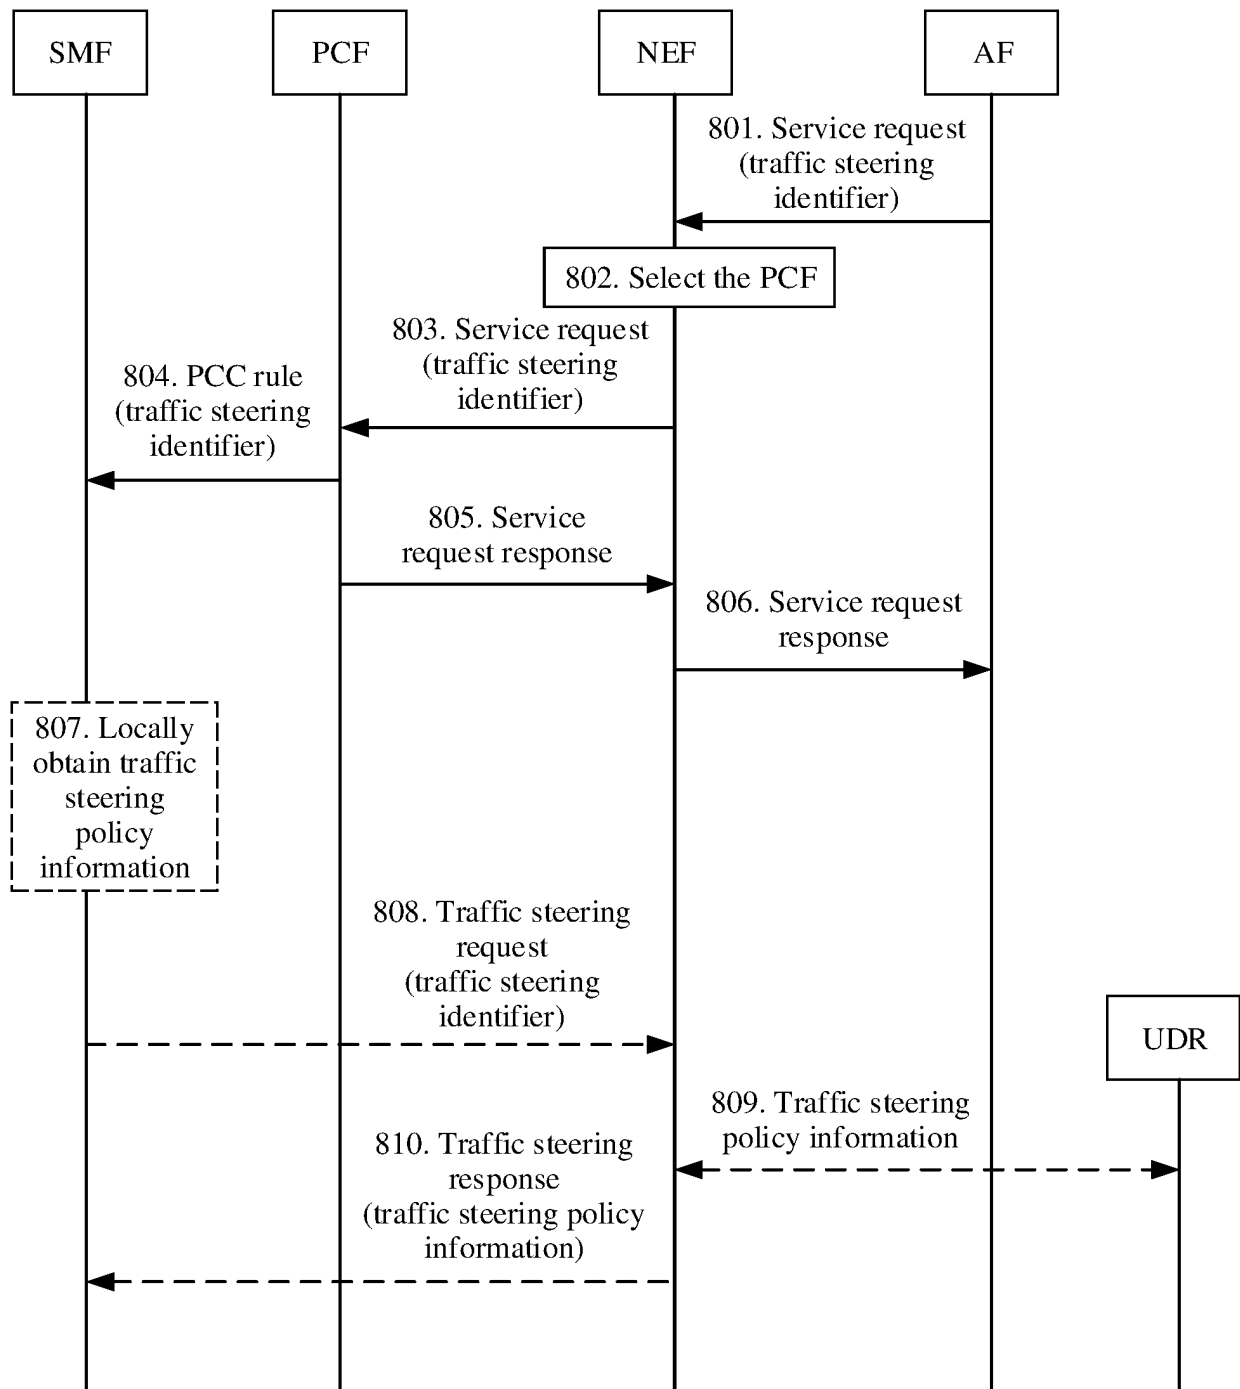 SMF
PCF
NEF
AF
801. Service request
(traffic steering
identifier)
802. Select the PCF
803. Service request
(traffic steering
identifier)
804. PCC rule
(traffic steering
identifier)
805. Service
request response
806. Service request
response
807. Locally
obtain traffic
steering
policy
information
808. Traffic steering
request
(traffic steering
identifier)
UDR
809. Traffic steering
policy information
810. Traffic steering
response
(traffic steering policy
information)